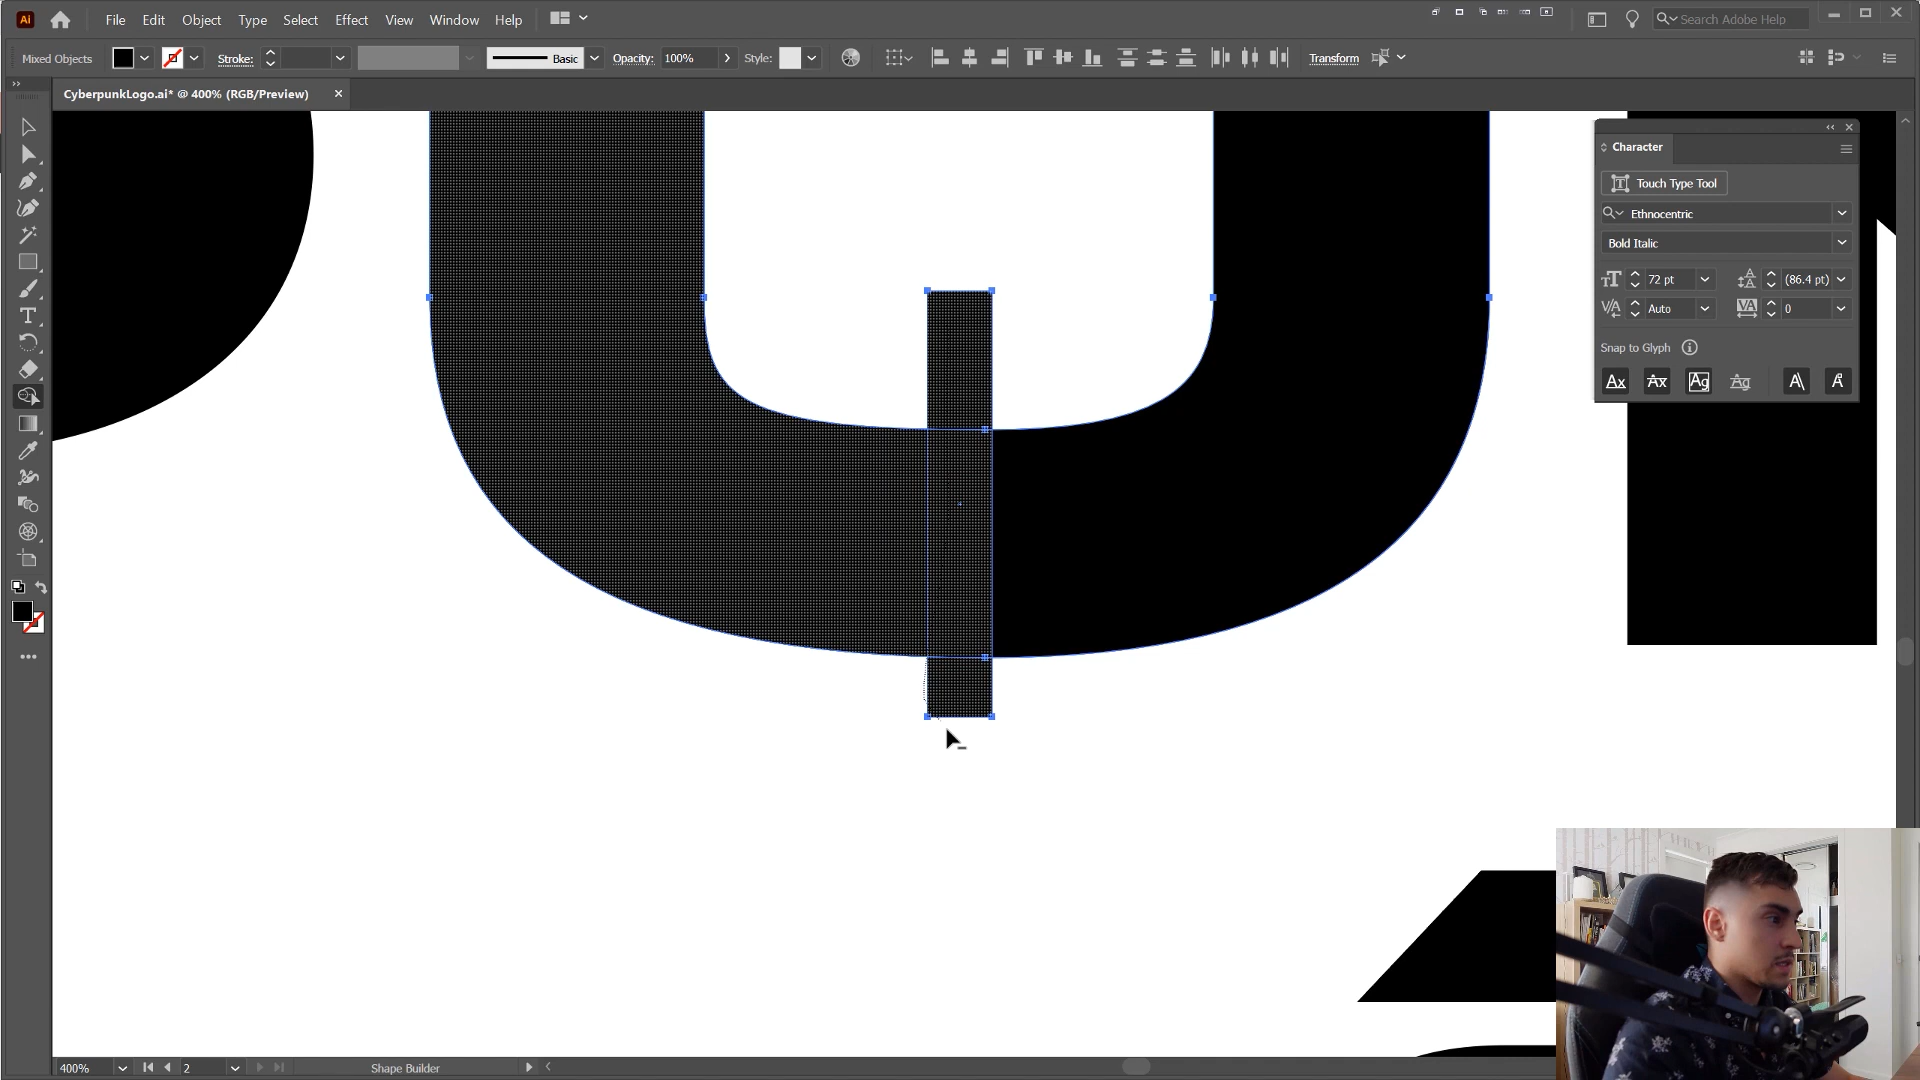 Ai File Edit Object Type Select Effect View Window Help Search Adobe Help
Mixed Objects Stroke: Basic Opacity: 100% Style: Transform
CyberpunkLogo.ai* @ 400% (RGB/Preview)
Character
Touch Type Tool
Ethnocentric
Bold Italic
72 pt (86.4 pt)
Auto 0
Snap to Glyph
400% 2 Shape Builder